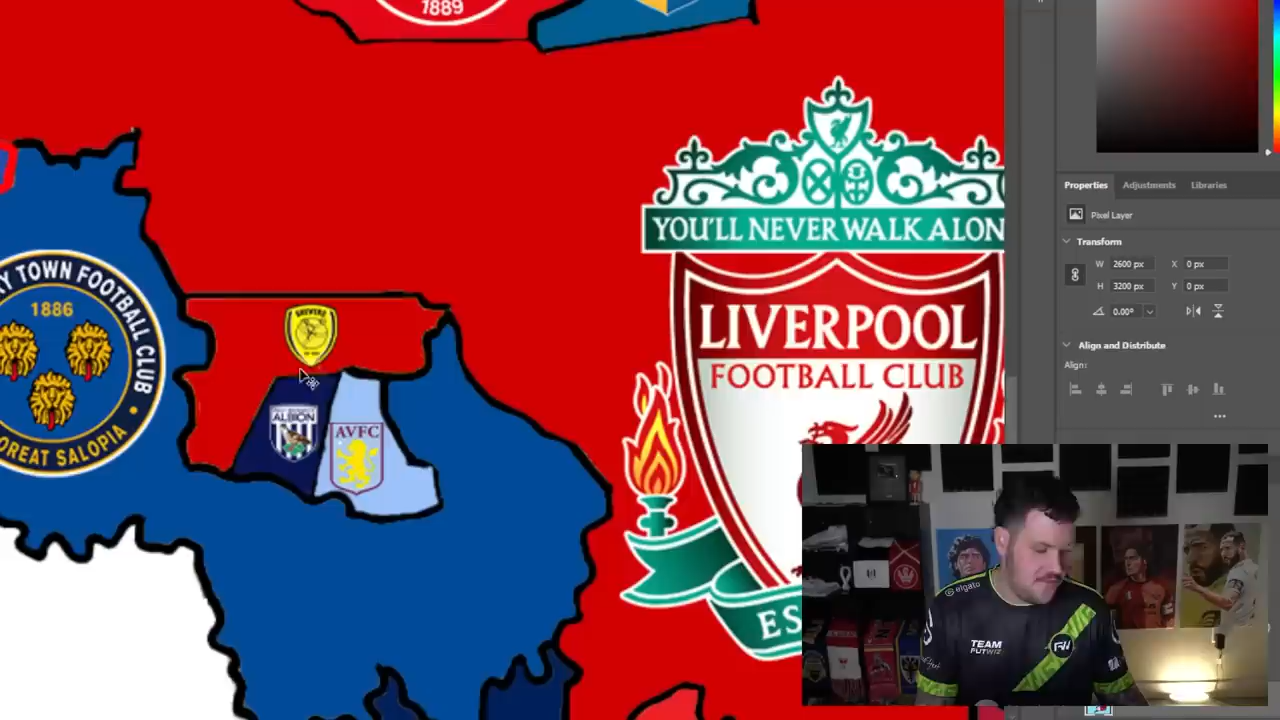 1889
Properties
Adjustments
Libraries
Pixel Layer
Transform
W 2600 px X 0 px
H 3200 px Y 0 px
0.00°
Align and Distribute
Align:
YOU'LL NEVER WALK ALON
LIVERPOOL
FOOTBALL CLUB
ES
Y TOWN FOOTBALL CLUB
1886
OREAT SALOPIA
BREWERS
ALBION
AVFC
elgato
TEAM
FUTWIZ
FW